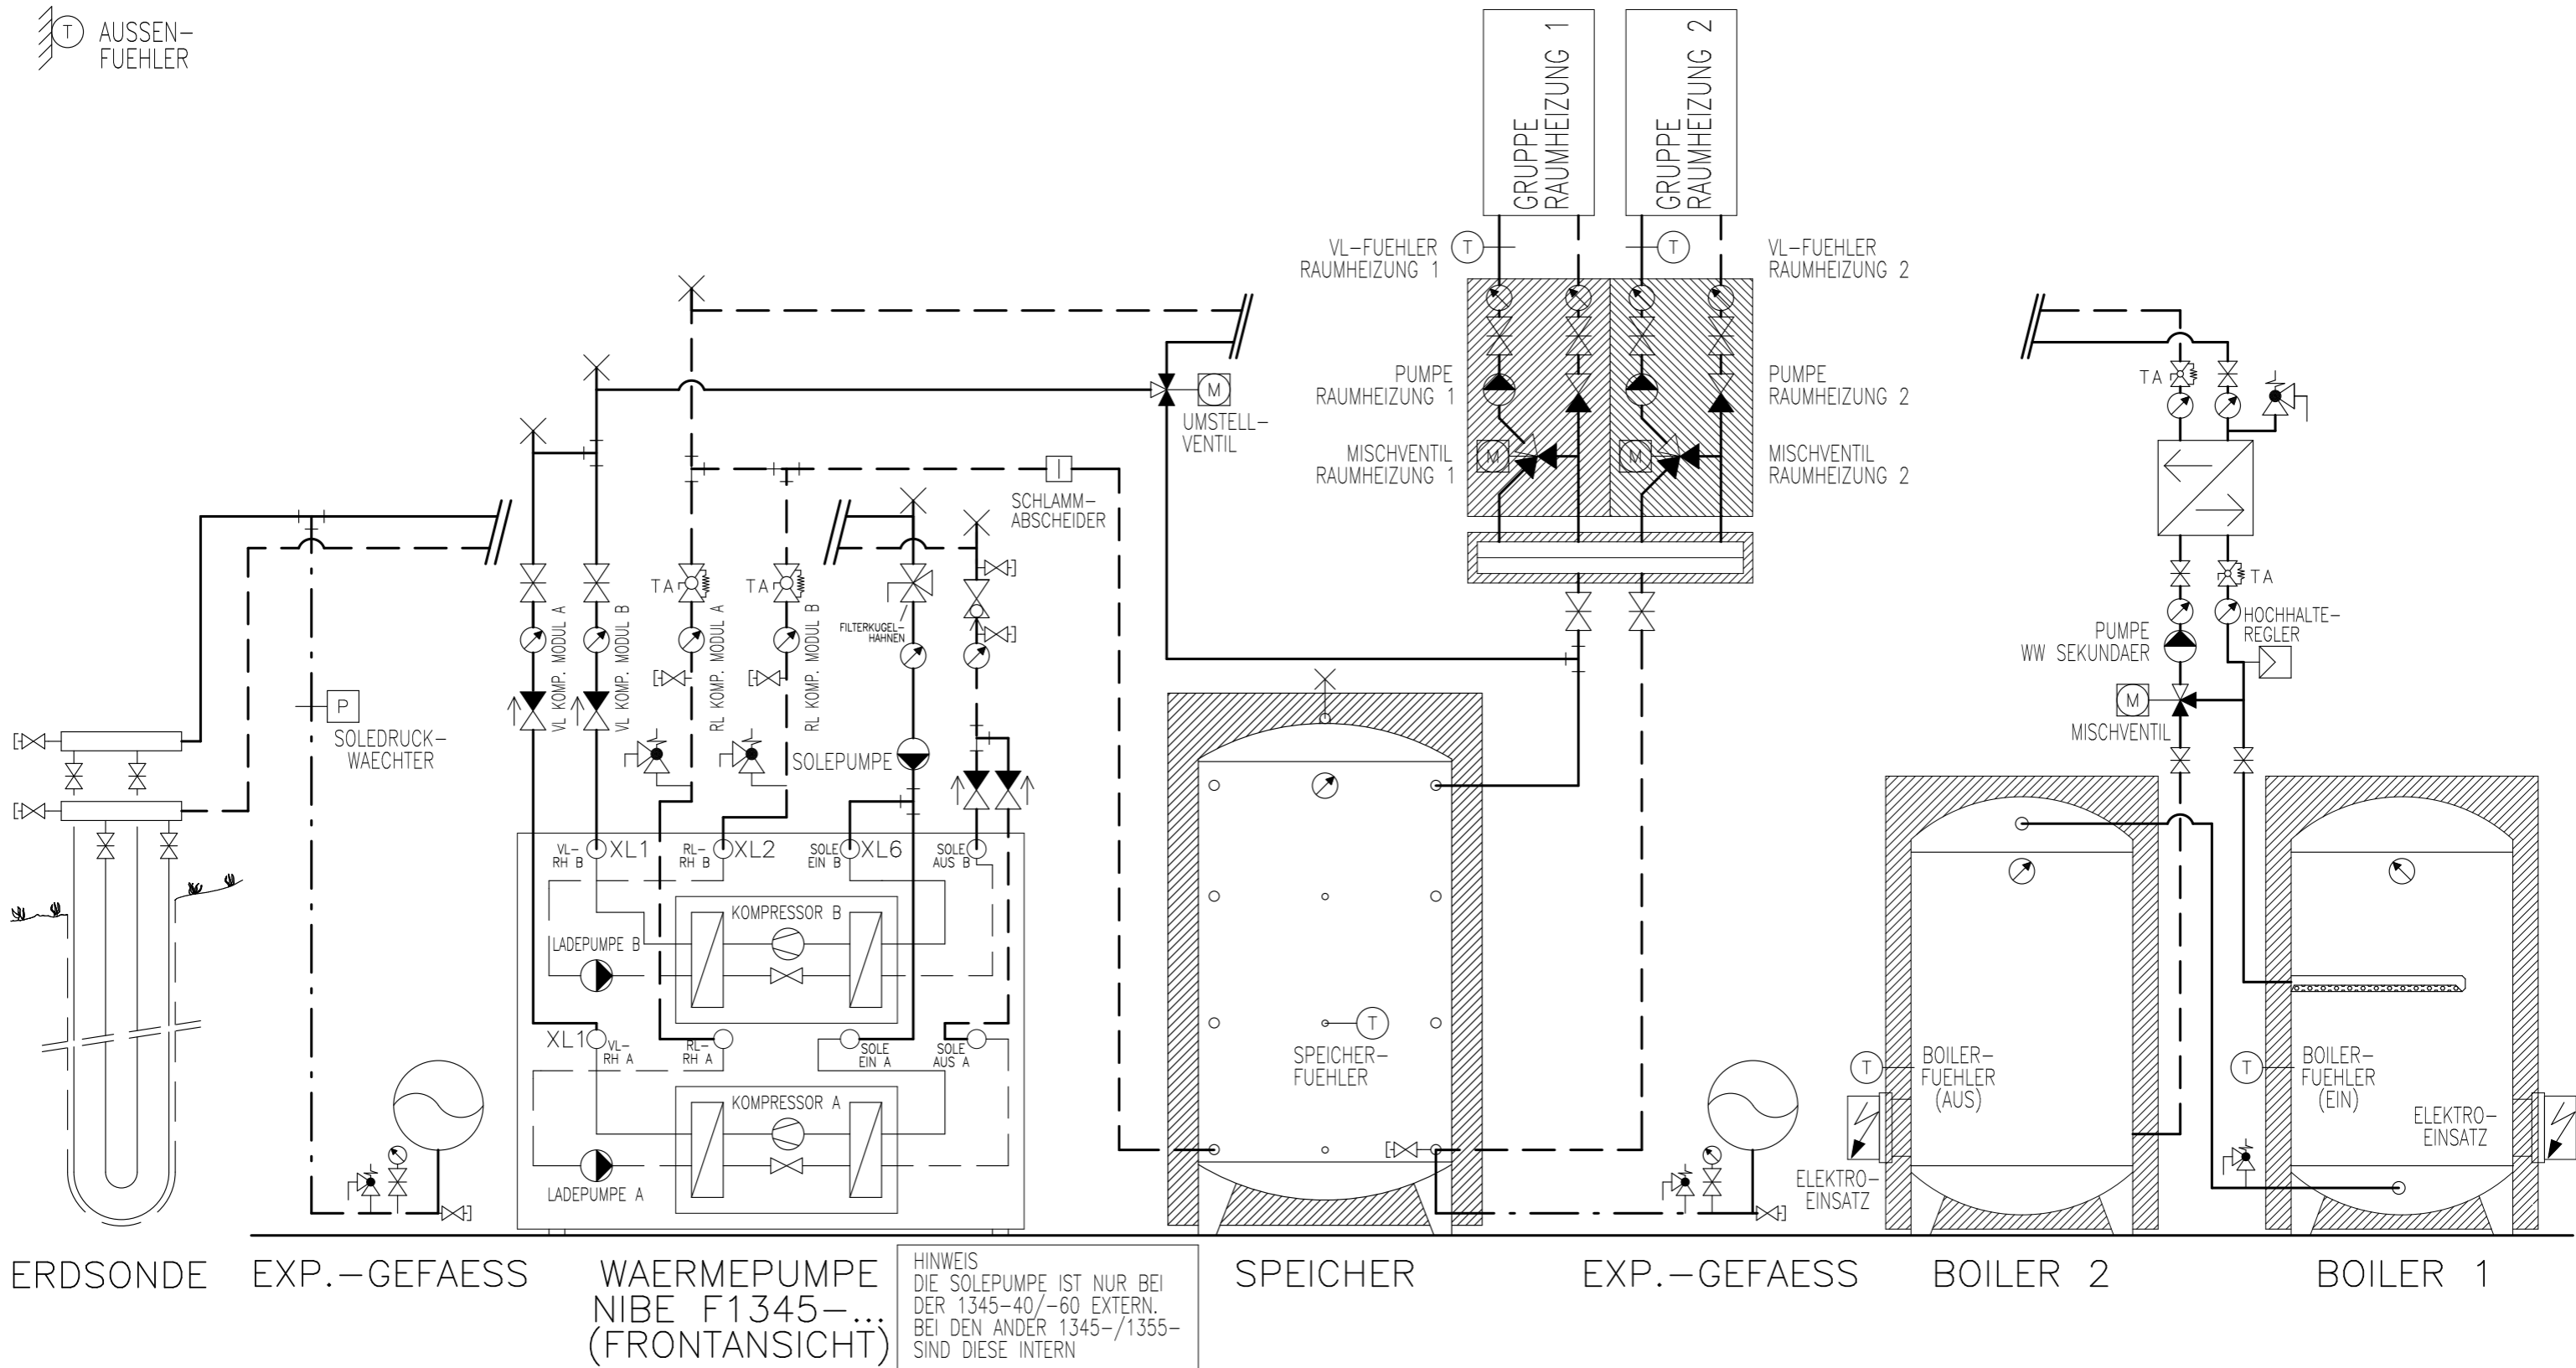 T
AUSSEN-
FUEHLER
GRUPPE
RAUMHEIZUNG 1
GRUPPE
RAUMHEIZUNG 2
VL-FUEHLER
RAUMHEIZUNG 1
T
T
VL-FUEHLER
RAUMHEIZUNG 2
PUMPE
RAUMHEIZUNG 1
PUMPE
RAUMHEIZUNG 2
MISCHVENTIL
RAUMHEIZUNG 1
M
M
MISCHVENTIL
RAUMHEIZUNG 2
M
UMSTELL-
VENTIL
TA
SCHLAMM-
ABSCHEIDER
TA
TA
TA
HOCHHALTE-
REGLER
PUMPE
WW SEKUNDAER
M
MISCHVENTIL
VL KOMP. MODUL A
VL KOMP. MODUL B
RL KOMP. MODUL A
RL KOMP. MODUL B
FILTERKUGEL-
HAHNEN
P
SOLEDRUCK-
WAECHTER
SOLEPUMPE
VL-
RH B
XL1
RL-
RH B
XL2
SOLE
EIN B
XL6
SOLE
AUS B
KOMPRESSOR B
LADEPUMPE B
XL1
VL-
RH A
RL-
RH A
SOLE
EIN A
SOLE
AUS A
KOMPRESSOR A
LADEPUMPE A
T
SPEICHER-
FUEHLER
T
BOILER-
FUEHLER
(AUS)
ELEKTRO-
EINSATZ
T
BOILER-
FUEHLER
(EIN)
ELEKTRO-
EINSATZ
ERDSONDE
EXP.-GEFAESS
WAERMEPUMPE
NIBE F1345-...
(FRONTANSICHT)
HINWEIS
DIE SOLEPUMPE IST NUR BEI
DER 1345-40/-60 EXTERN.
BEI DEN ANDER 1345-/1355-
SIND DIESE INTERN
SPEICHER
EXP.-GEFAESS
BOILER 2
BOILER 1